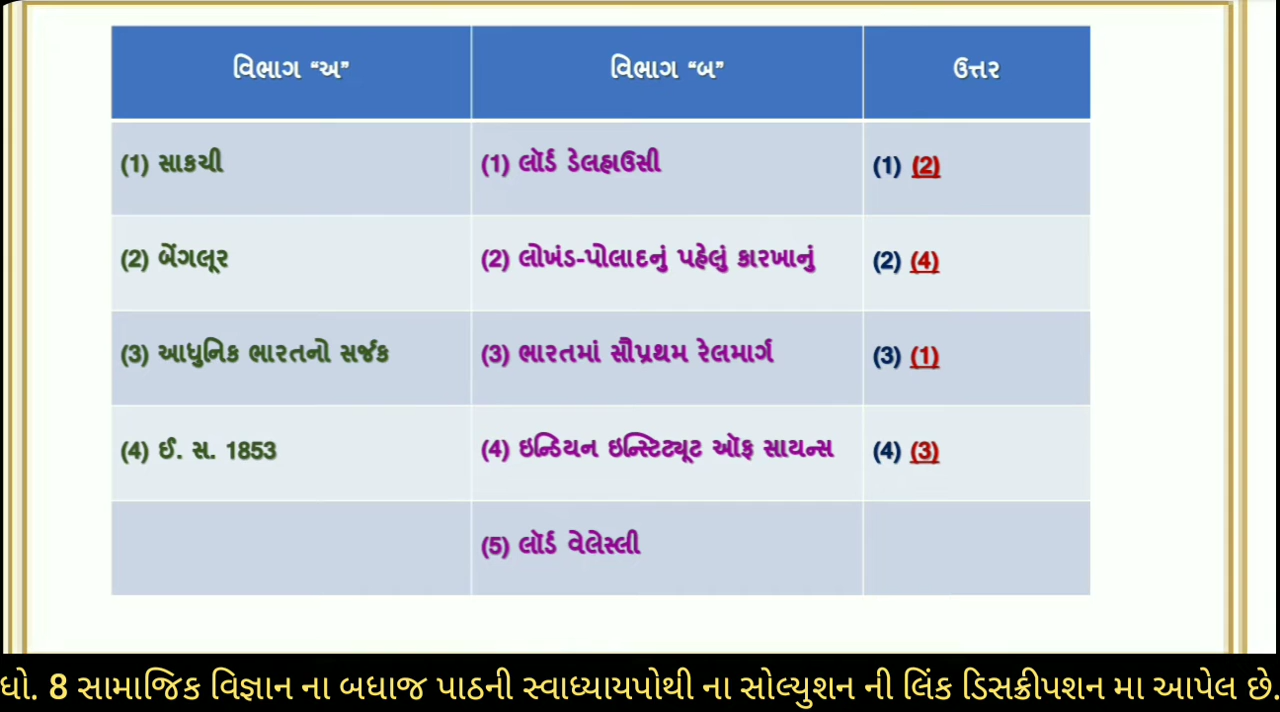 વિભાગ “અ” વિભાગ “બ” ઉત્તર
(1) સાકચી (1) લૉર્ડ ડેલહાઉસી (1) (2)
(2) બેંગલૂર (2) લોખંડ-પોલાદનું પહેલું કારખાનું (2) (4)
(3) આધુનિક ભારતનો સર્જક (3) ભારતમાં સૌપ્રથમ રેલમાર્ગ (3) (1)
(4) ઈ. સ. 1853 (4) ઇન્ડિયન ઇન્સ્ટિટ્યૂટ ઑફ સાયન્સ (4) (3)
(5) લૉર્ડ વેલેસ્લી
ધો. 8 સામાજિક વિજ્ઞાન ના બધાજ પાઠની સ્વાધ્યાયપોથી ના સોલ્યુશન ની લિંક ડિસક્રીપશન મા આપેલ છે.